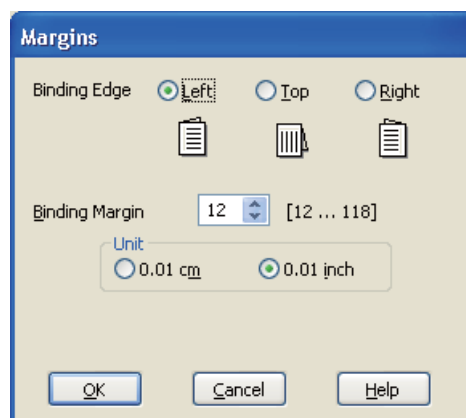 Margins
Binding Edge Left Top Right
Binding Margin 12 [12 ... 118]
Unit
0.01 cm 0.01 inch
OK Cancel Help